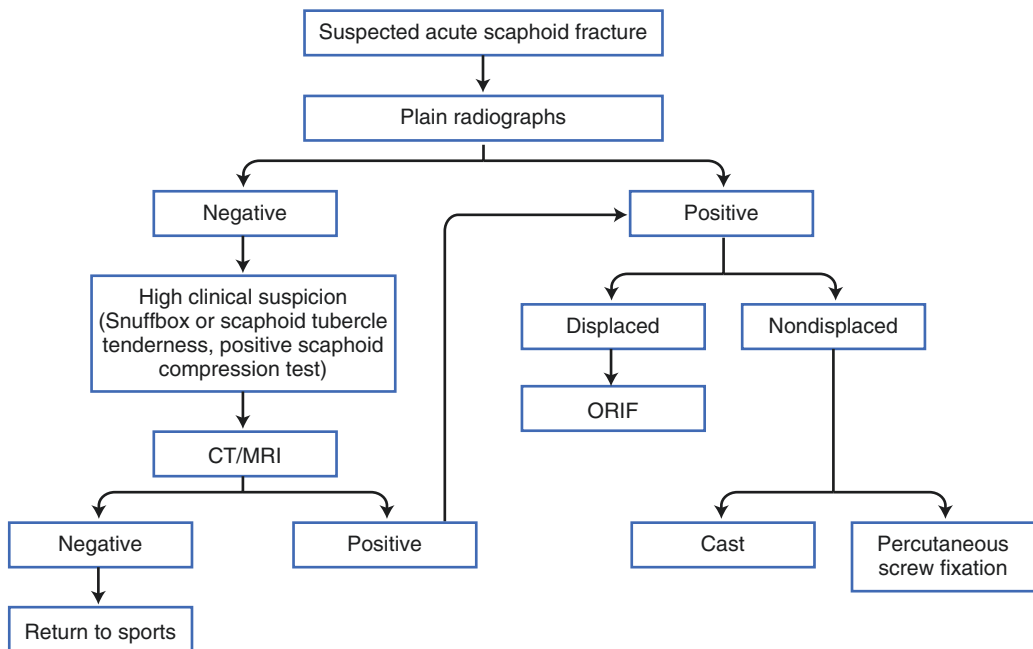 Suspected acute scaphoid fracture
Plain radiographs
Negative
Positive
High clinical suspicion
(Snuffbox or scaphoid tubercle
tenderness, positive scaphoid
compression test)
Displaced
Nondisplaced
ORIF
CT/MRI
Negative
Positive
Cast
Percutaneous
screw fixation
Return to sports